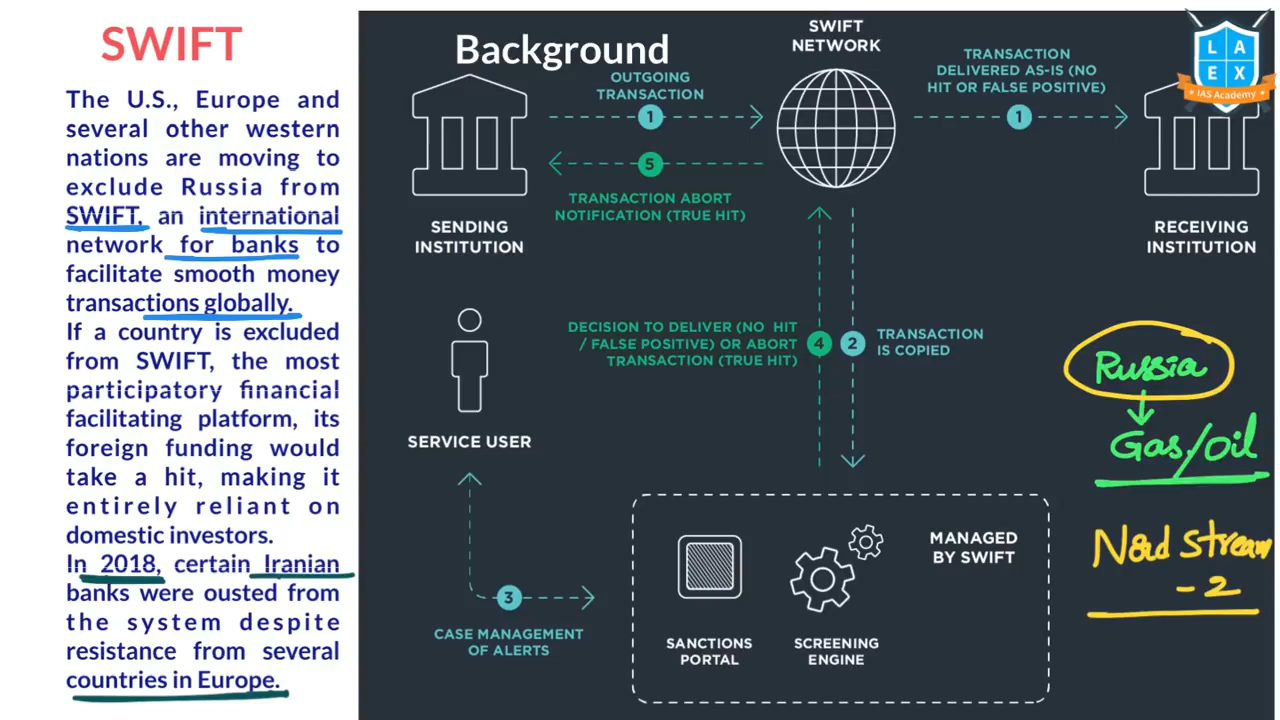 SWIFT
The U.S., Europe and
several other western
nations are moving to
exclude Russia from
SWIFT, an international
network for banks to
facilitate smooth money
transactions globally.
If a country is excluded
from SWIFT, the most
participatory financial
facilitating platform, its
foreign funding would
take a hit, making it
entirely reliant on
domestic investors.
In 2018, certain Iranian
banks were ousted from
the system despite
resistance from several
countries in Europe.
Background
SWIFT
NETWORK
OUTGOING
TRANSACTION
1
TRANSACTION
DELIVERED AS-IS (NO
HIT OR FALSE POSITIVE)
1
L A
E X
IAS Academy
5
TRANSACTION ABORT
NOTIFICATION (TRUE HIT)
SENDING
INSTITUTION
RECEIVING
INSTITUTION
SERVICE USER
DECISION TO DELIVER (NO HIT
/ FALSE POSITIVE) OR ABORT
TRANSACTION (TRUE HIT)
4
2
TRANSACTION
IS COPIED
Russia
Gas/oil
Nod Stream
-2
3
CASE MANAGEMENT
OF ALERTS
SANCTIONS
PORTAL
SCREENING
ENGINE
MANAGED
BY SWIFT